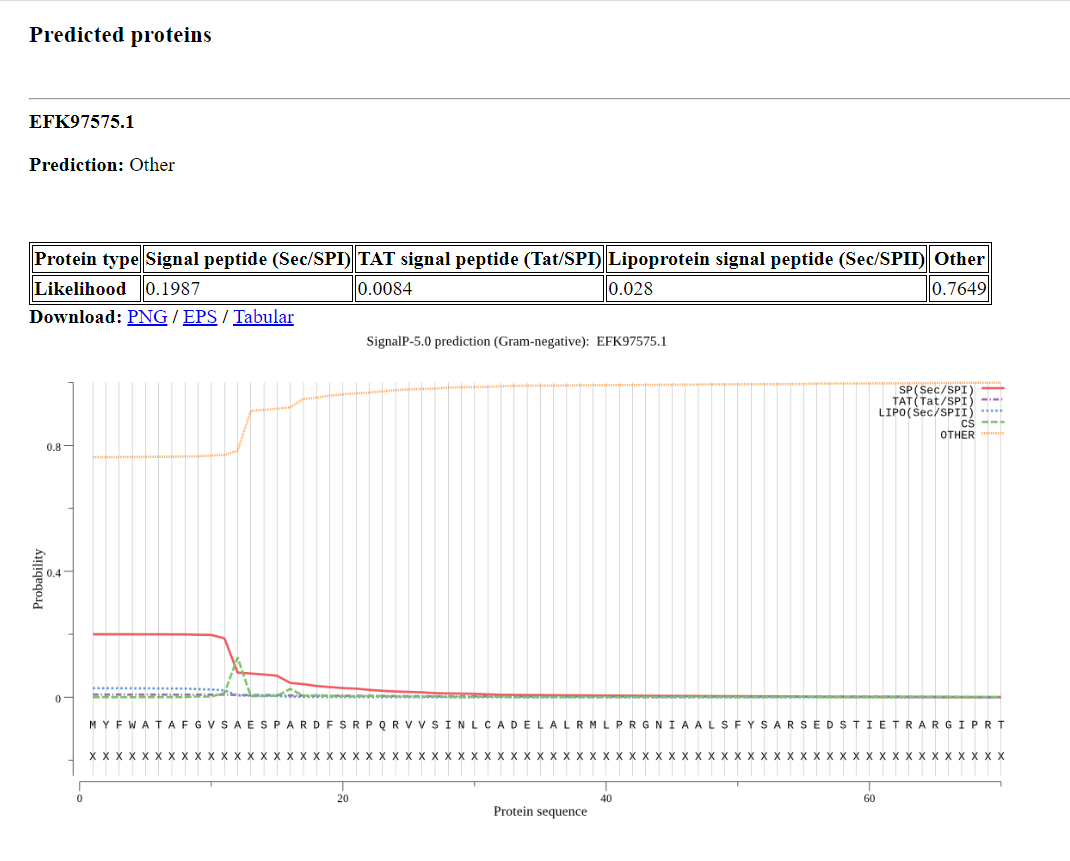 Predicted proteins
EFK97575.1
Prediction: Other
Protein type Signal peptide (Sec/SPI) TAT signal peptide (Tat/SPI) Lipoprotein signal peptide (Sec/SPII) Other
Likelihood 0.1987 0.0084 0.028 0.7649
Download: PNG / EPS / Tabular
SignalP-5.0 prediction (Gram-negative): EFK97575.1
SP(Sec/SPI)
TAT(Tat/SPI)
LIPO(Sec/SPII)
CS
OTHER
0.8
0.4
0
Probability
M Y F W A T A F G V S A E S P A R D F S R P Q R V V S I N L C A D E L A L R M L P R G N I A A L S F Y S A R S E D S T I E T R A R G I P R T
X X X X X X X X X X X X X X X X X X X X X X X X X X X X X X X X X X X X X X X X X X X X X X X X X X X X X X X X X X X X X X X X X X X X X X
0 20 40 60
Protein sequence